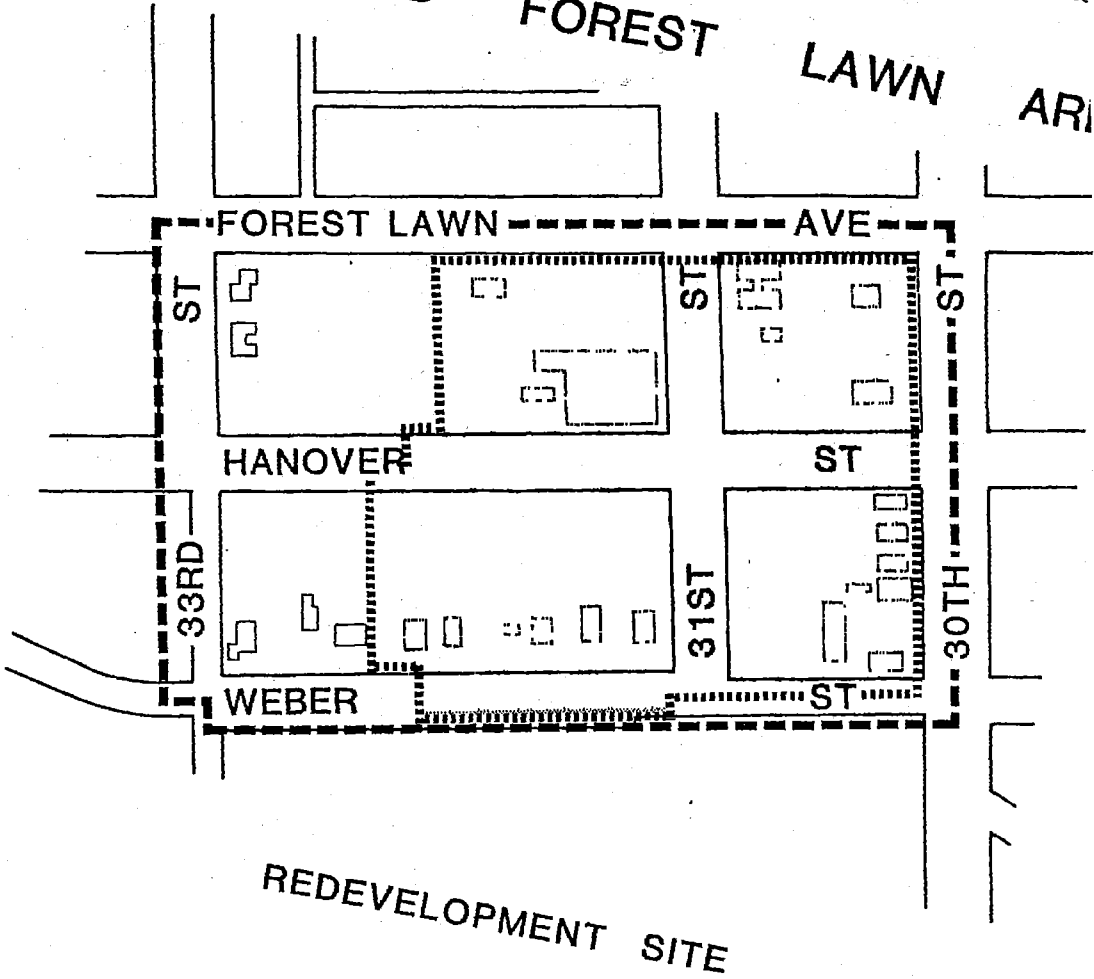 FOREST LAWN
FOREST LAWN AVE
ST
ST
ST
HANOVER ST
33RD
31ST
30TH
WEBER ST
REDEVELOPMENT SITE